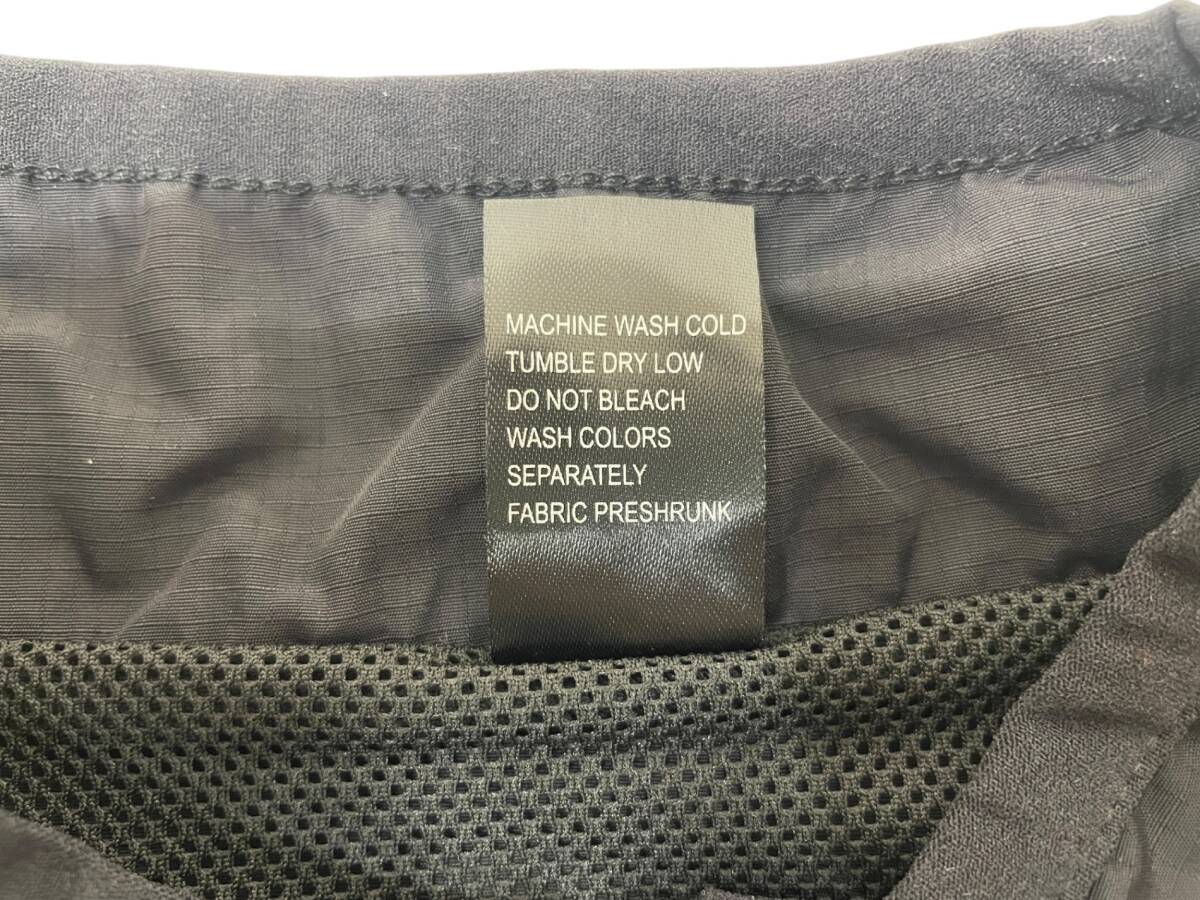 MACHINE WASH COLD
TUMBLE DRY LOW
DO NOT BLEACH
WASH COLORS
SEPARATELY
FABRIC PRESHRUNK